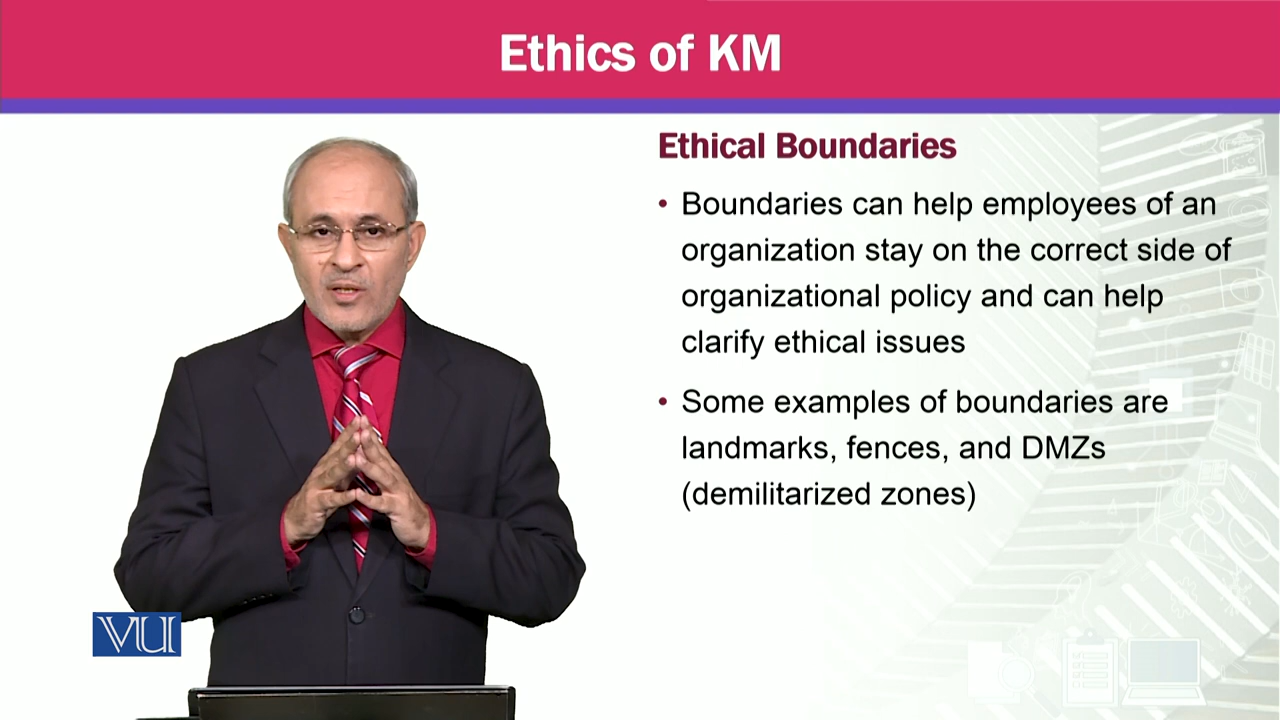 Ethics of KM
Ethical Boundaries
• Boundaries can help employees of an
organization stay on the correct side of
organizational policy and can help
clarify ethical issues
• Some examples of boundaries are
landmarks, fences, and DMZs
(demilitarized zones)
VU